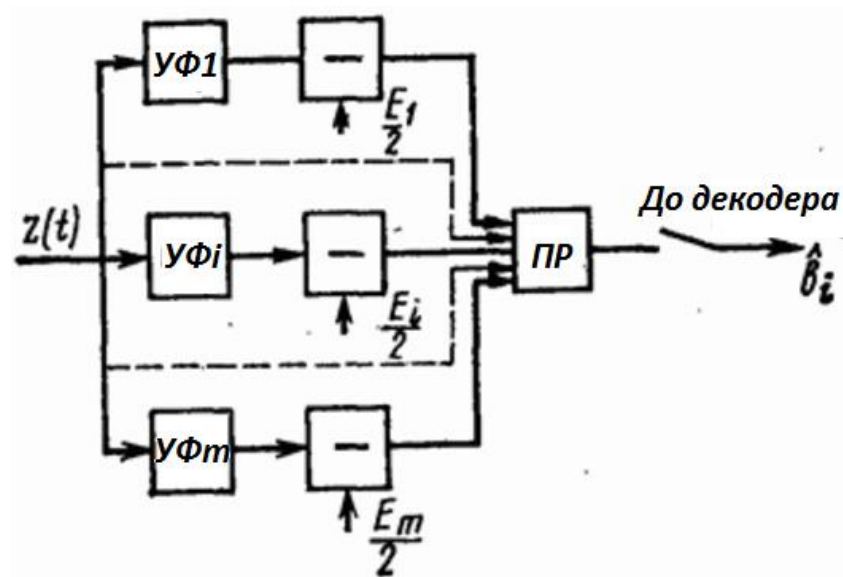 УФ1
—
E₁/2
До декодера
z(t)
УФi
—
Eᵢ/2
ПР
b̂ᵢ
УФm
—
Eₘ/2